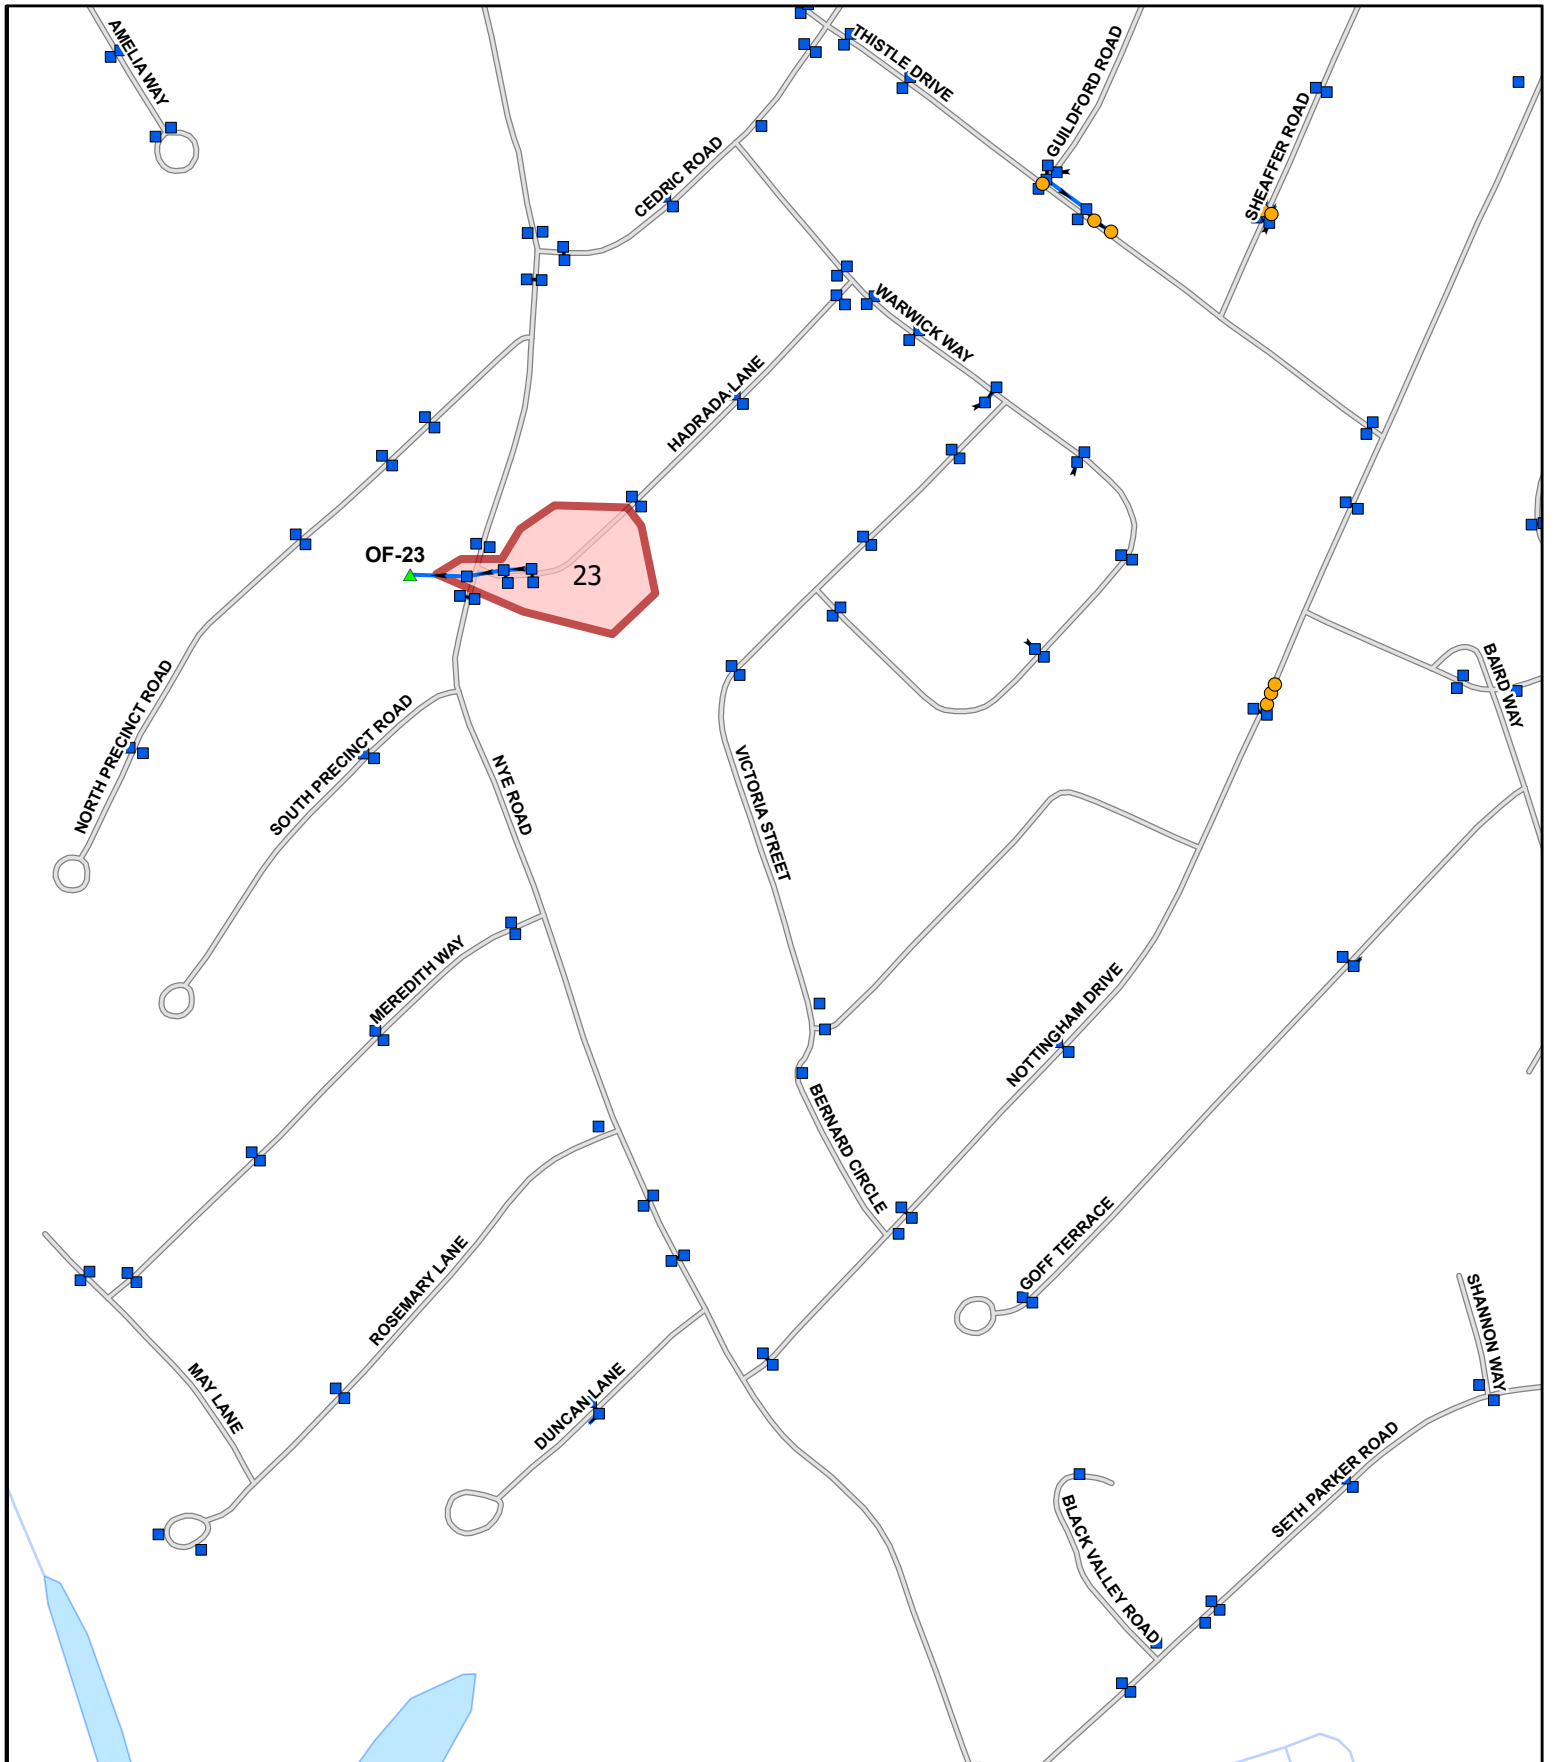 AMELIA WAY
THISTLE DRIVE
GUILDFORD ROAD
SHEAFFER ROAD
CEDRIC ROAD
WARWICK WAY
HADRADA LANE
OF-23
23
NORTH PRECINCT ROAD
SOUTH PRECINCT ROAD
BAIRD WAY
NYE ROAD
VICTORIA STREET
MEREDITH WAY
NOTTINGHAM DRIVE
BERNARD CIRCLE
GOFF TERRACE
ROSEMARY LANE
SHANNON WAY
MAY LANE
DUNCAN LANE
SETH PARKER ROAD
BLACK VALLEY ROAD